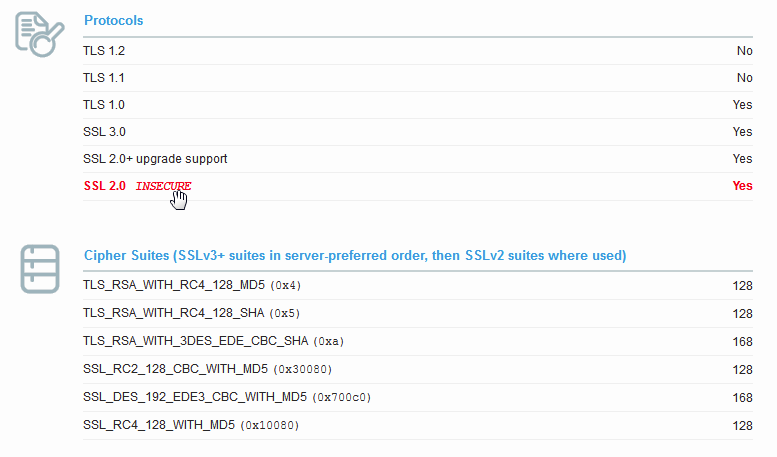 Protocols
TLS 1.2 No
TLS 1.1 No
TLS 1.0 Yes
SSL 3.0 Yes
SSL 2.0+ upgrade support Yes
SSL 2.0 INSECURE Yes
Cipher Suites (SSLv3+ suites in server-preferred order, then SSLv2 suites where used)
TLS_RSA_WITH_RC4_128_MD5 (0x4) 128
TLS_RSA_WITH_RC4_128_SHA (0x5) 128
TLS_RSA_WITH_3DES_EDE_CBC_SHA (0xa) 168
SSL_RC2_128_CBC_WITH_MD5 (0x30080) 128
SSL_DES_192_EDE3_CBC_WITH_MD5 (0x700c0) 168
SSL_RC4_128_WITH_MD5 (0x10080) 128